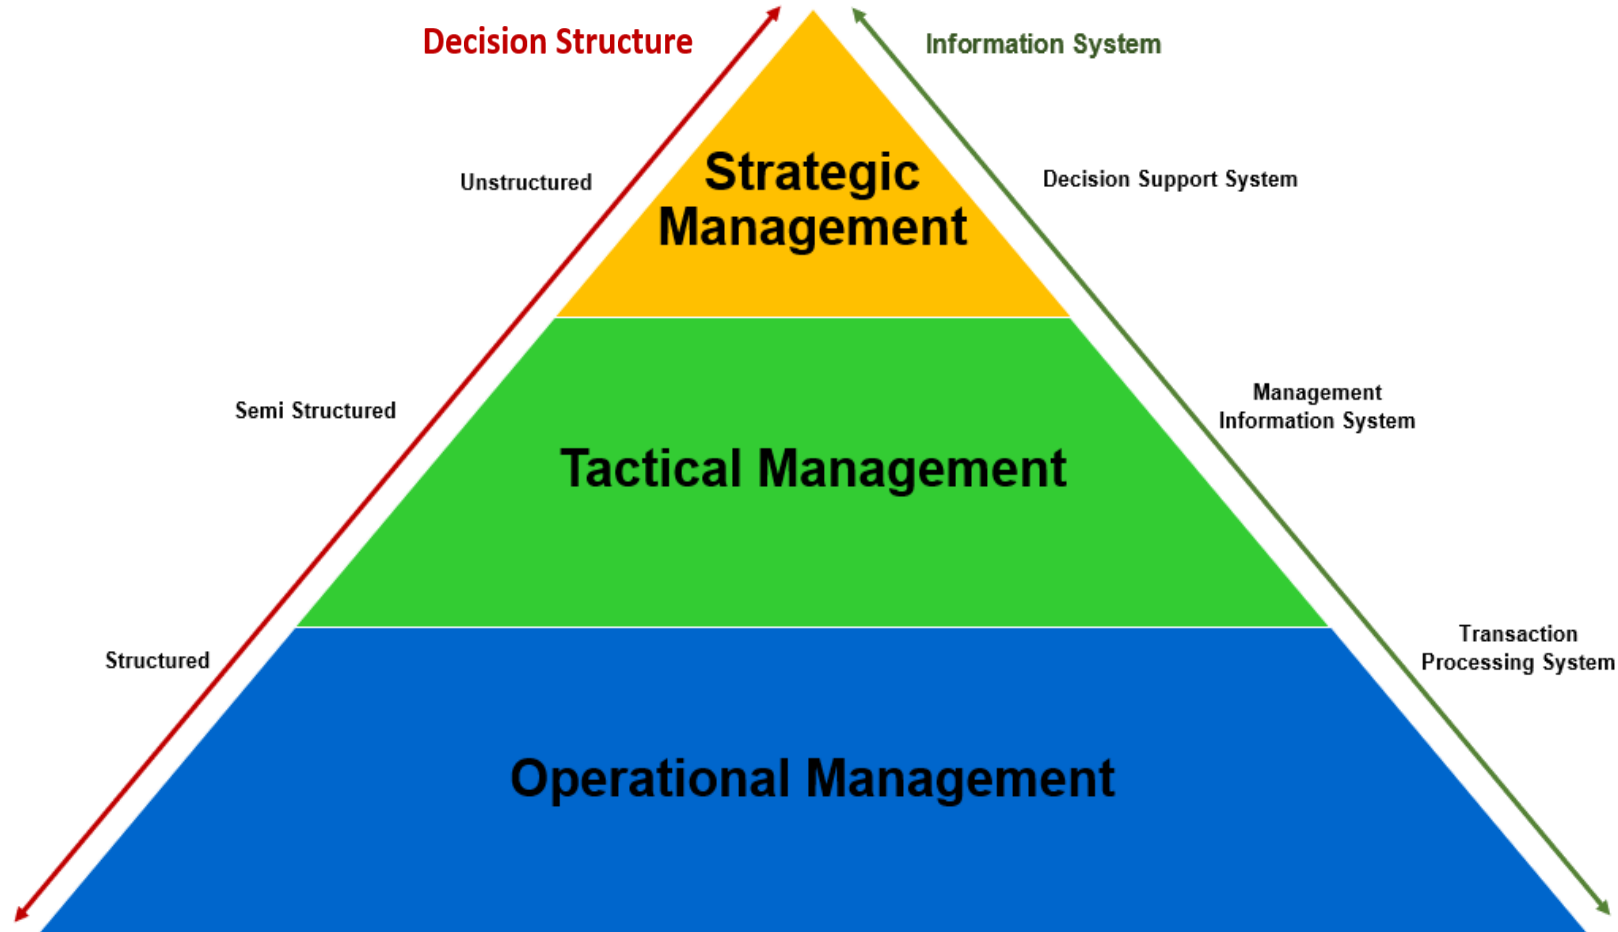 Decision Structure
Information System
Unstructured
Strategic
Management
Decision Support System
Semi Structured
Management
Information System
Tactical Management
Structured
Transaction
Processing System
Operational Management